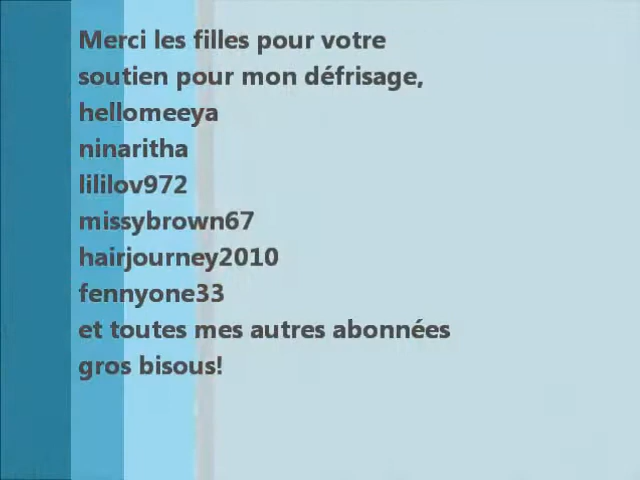 Merci les filles pour votre
soutien pour mon défrisage,
hellomeeya
ninaritha
lililov972
missybrown67
hairjourney2010
fennyone33
et toutes mes autres abonnées
gros bisous!